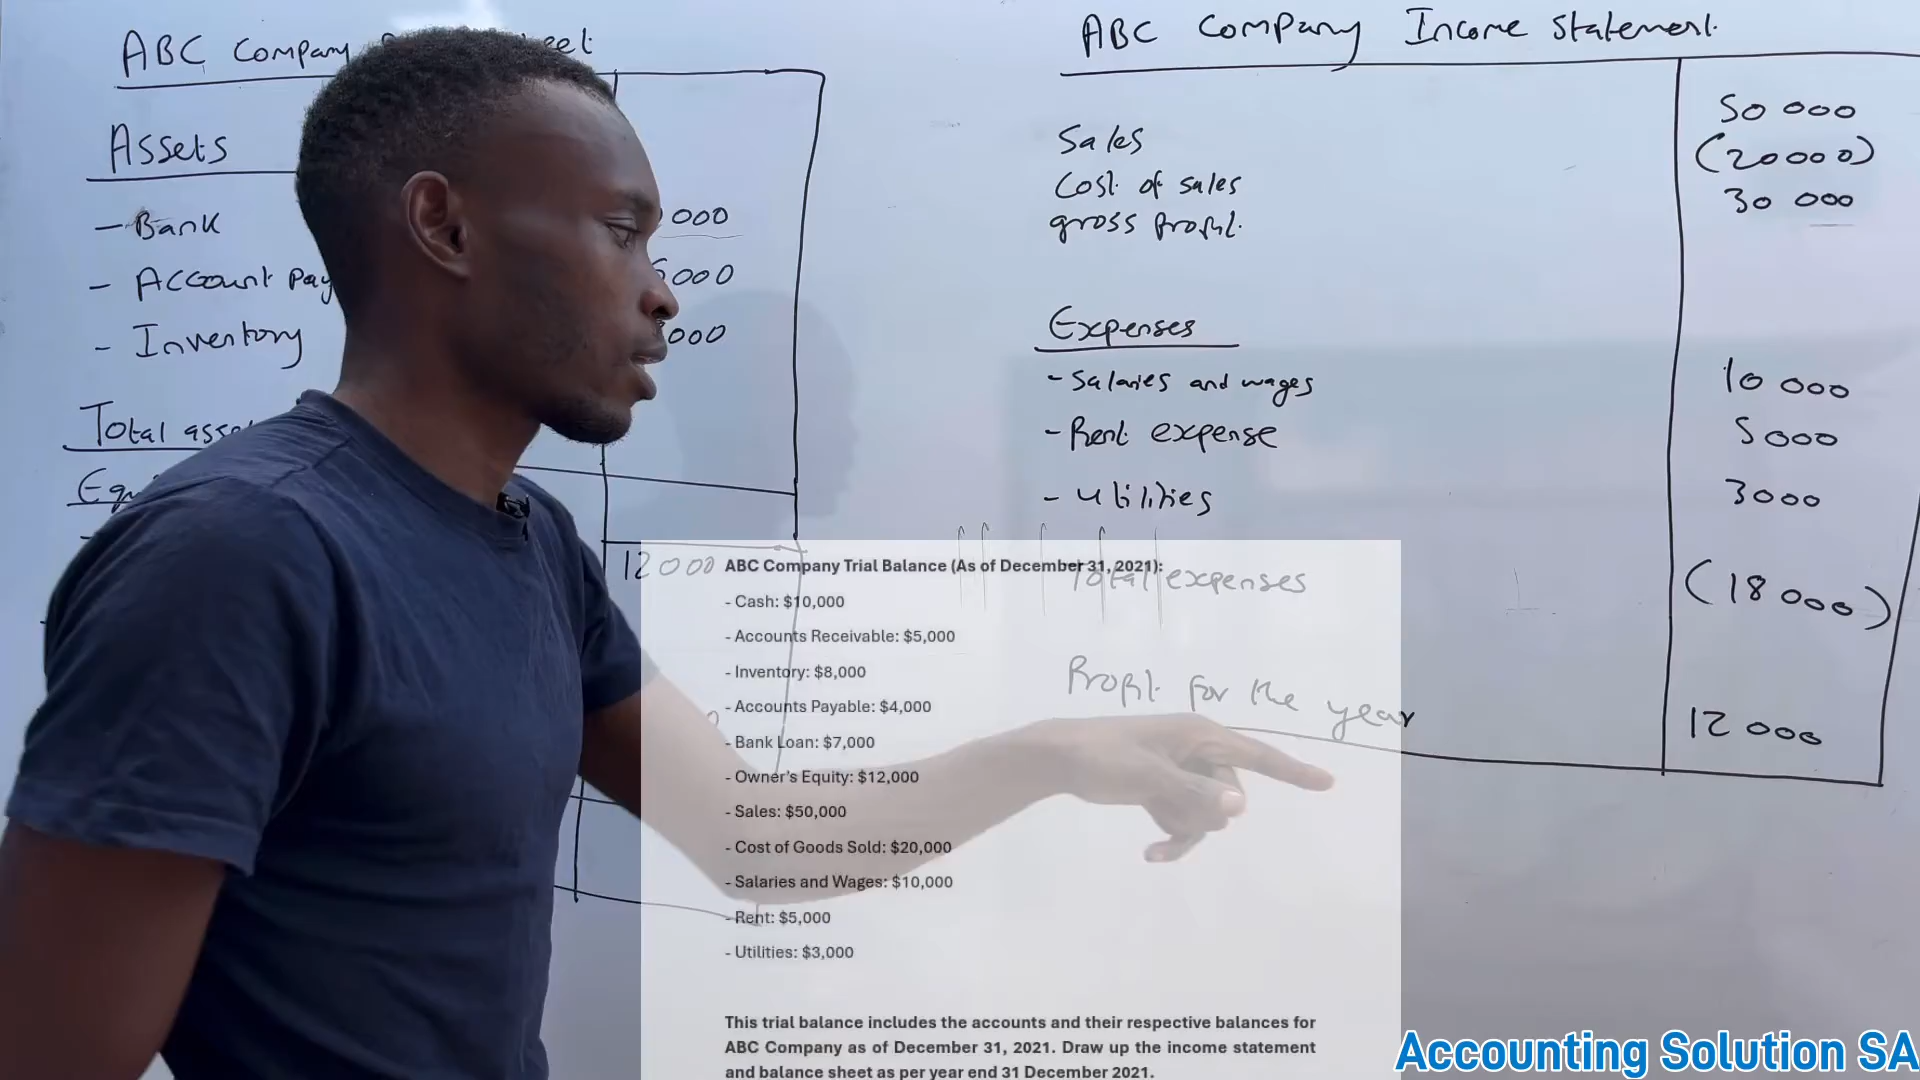 ABC Company
eet
Assets
- Bank
000
- Account Pay
5000
- Inventory
000
Total asse
Equ
12000
ABC Company Income Statement
Sales
50 000
Cost of sales
(20000)
gross profit
30 000
Expenses
- Salaries and wages
10 000
- Rent expense
5000
- Utilities
3000
Total expenses
(18 000)
Profit for the year
12 000
ABC Company Trial Balance (As of December 31, 2021):
- Cash: $10,000
- Accounts Receivable: $5,000
- Inventory: $8,000
- Accounts Payable: $4,000
- Bank Loan: $7,000
- Owner's Equity: $12,000
- Sales: $50,000
- Cost of Goods Sold: $20,000
- Salaries and Wages: $10,000
- Rent: $5,000
- Utilities: $3,000
This trial balance includes the accounts and their respective balances for
ABC Company as of December 31, 2021. Draw up the income statement
and balance sheet as per year end 31 December 2021.
Accounting Solution SA